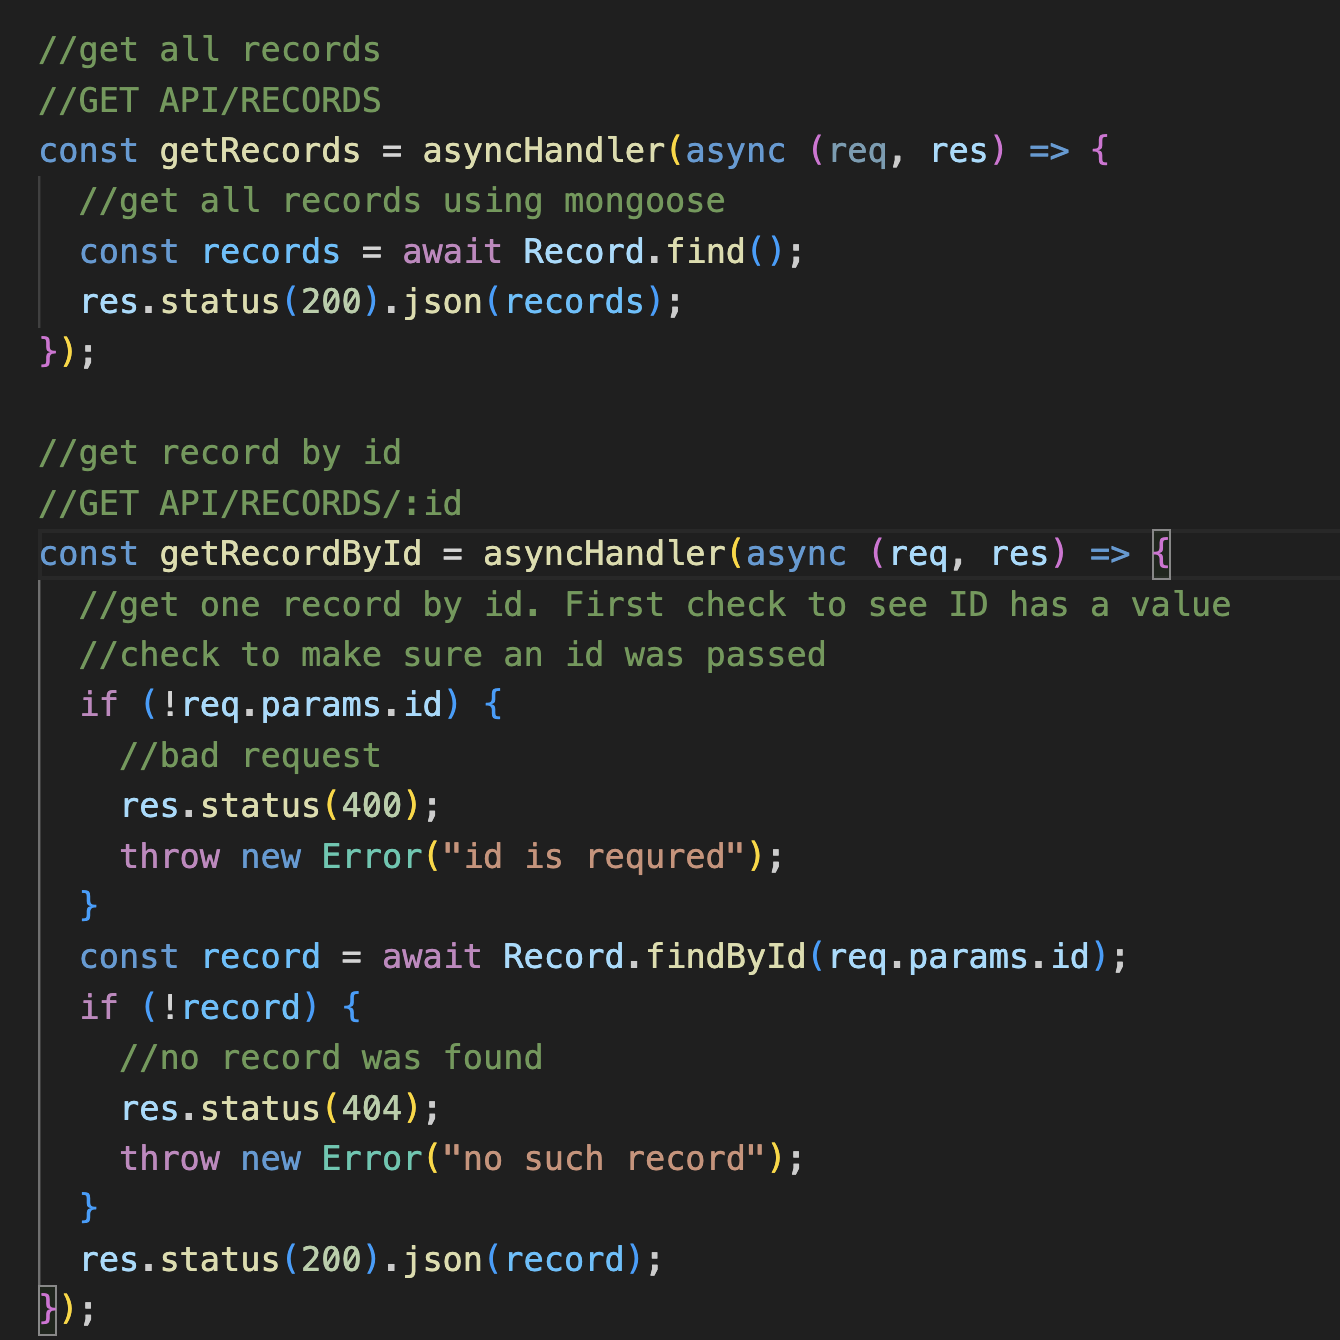 //get all records
//GET API/RECORDS
const getRecords = asyncHandler(async (req, res) => {
  //get all records using mongoose
  const records = await Record.find();
  res.status(200).json(records);
});

//get record by id
//GET API/RECORDS/:id
const getRecordById = asyncHandler(async (req, res) => {
  //get one record by id. First check to see ID has a value
  //check to make sure an id was passed
  if (!req.params.id) {
    //bad request
    res.status(400);
    throw new Error("id is requred");
  }
  const record = await Record.findById(req.params.id);
  if (!record) {
    //no record was found
    res.status(404);
    throw new Error("no such record");
  }
  res.status(200).json(record);
});